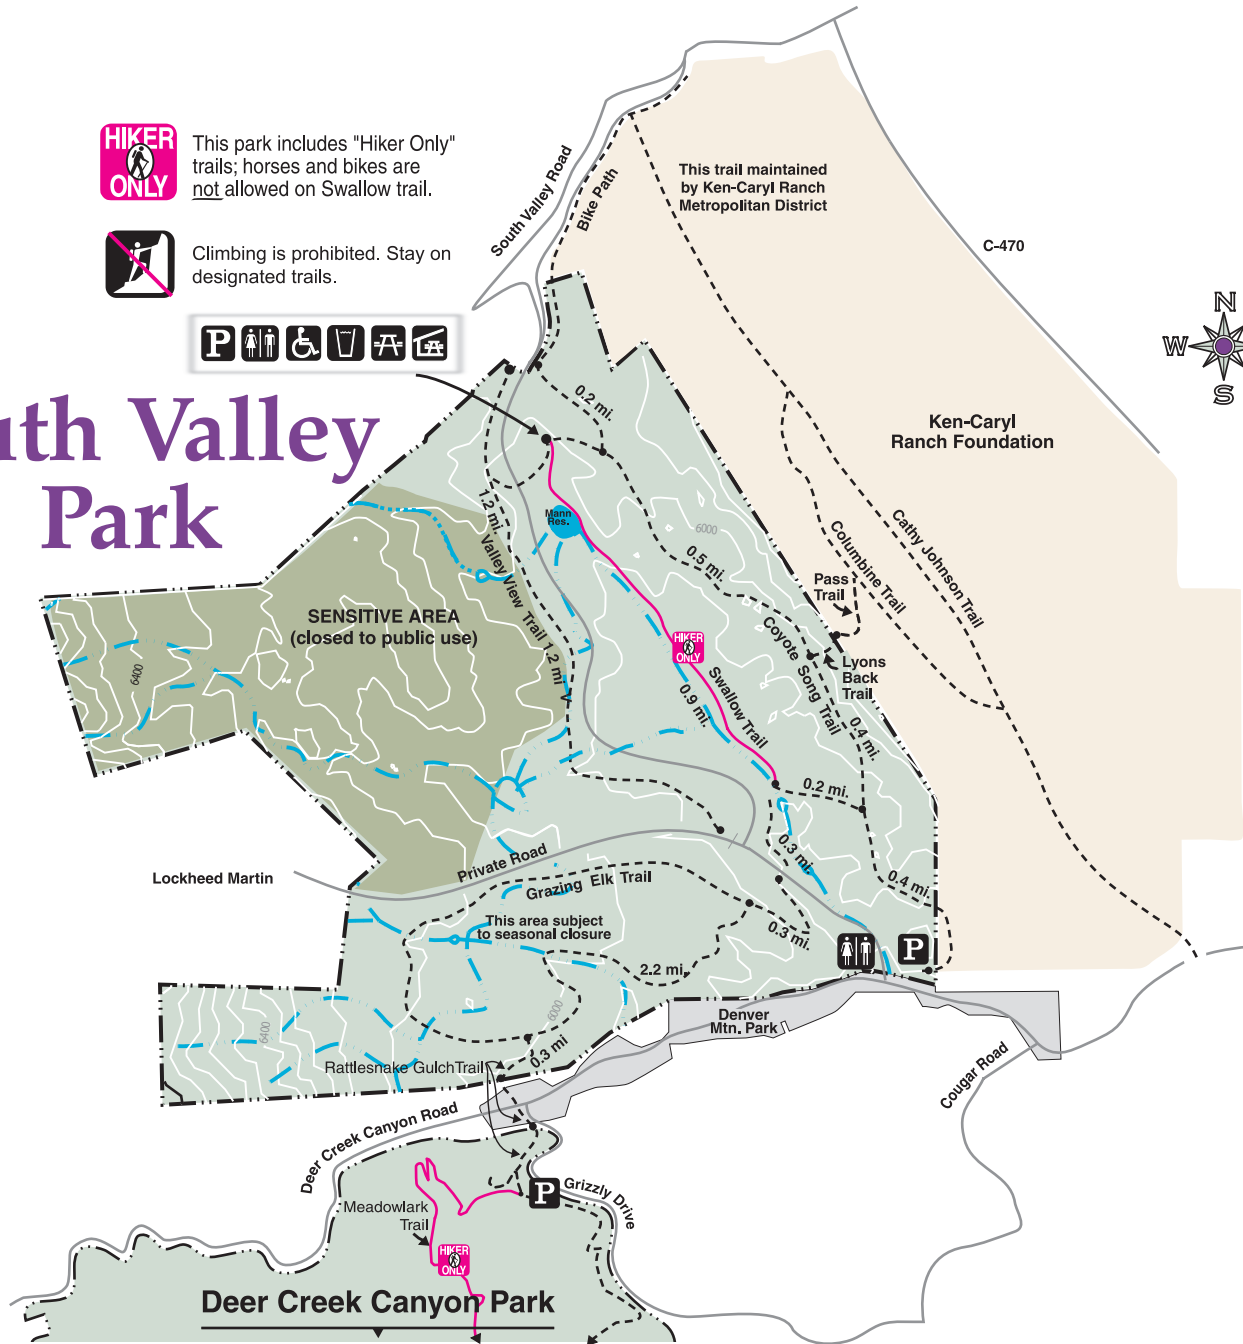 HIKER
ONLY
This park includes "Hiker Only"
trails; horses and bikes are
not allowed on Swallow trail.
Climbing is prohibited. Stay on
designated trails.
P
uth Valley
Park
South Valley Road
Bike Path
This trail maintained
by Ken-Caryl Ranch
Metropolitan District
C-470
N
W
S
Ken-Caryl
Ranch Foundation
0.2 mi.
1.2 mi.
Mann
Res.
6000
0.5 mi.
Valley View Trail 1.2 mi
Columbine Trail
Cathy Johnson Trail
Pass
Trail
SENSITIVE AREA
(closed to public use)
6400
HIKER
ONLY
Coyote Song Trail
Lyons
Back
Trail
Swallow Trail
0.9 mi.
0.4 mi.
0.2 mi.
0.3 mi.
Private Road
Lockheed Martin
Grazing Elk Trail
0.4 mi.
This area subject
to seasonal closure
0.3 mi.
P
2.2 mi.
6000
6400
Denver
Mtn. Park
0.3 mi
Rattlesnake GulchTrail
Cougar Road
Deer Creek Canyon Road
P
Grizzly Drive
Meadowlark
Trail
HIKER
ONLY
Deer Creek Canyon Park